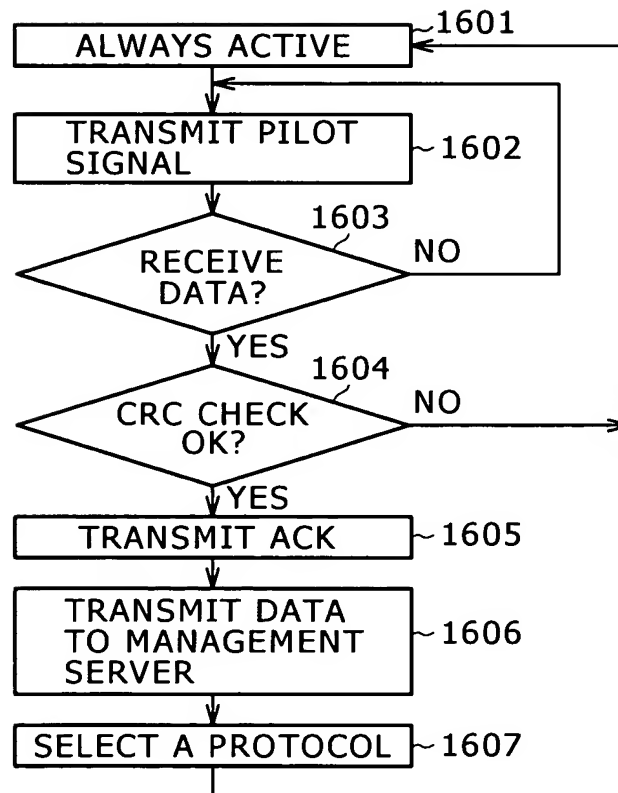 1601
ALWAYS ACTIVE
TRANSMIT PILOT
SIGNAL
1602
1603
RECEIVE
DATA?
NO
YES
1604
CRC CHECK
OK?
NO
YES
TRANSMIT ACK
1605
TRANSMIT DATA
TO MANAGEMENT
SERVER
1606
SELECT A PROTOCOL
1607